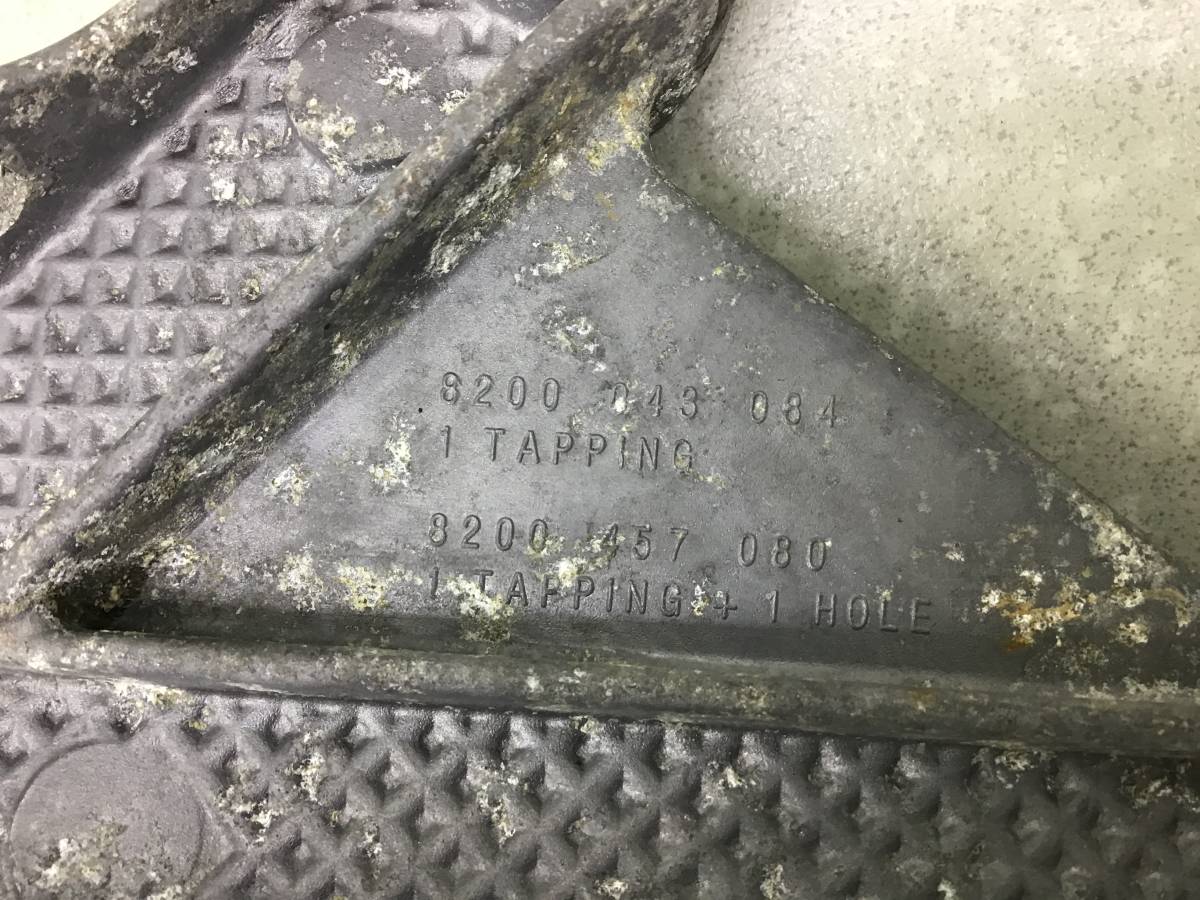 8200 043 084
1 TAPPING
8200 457 080
1 TAPPING + 1 HOLE